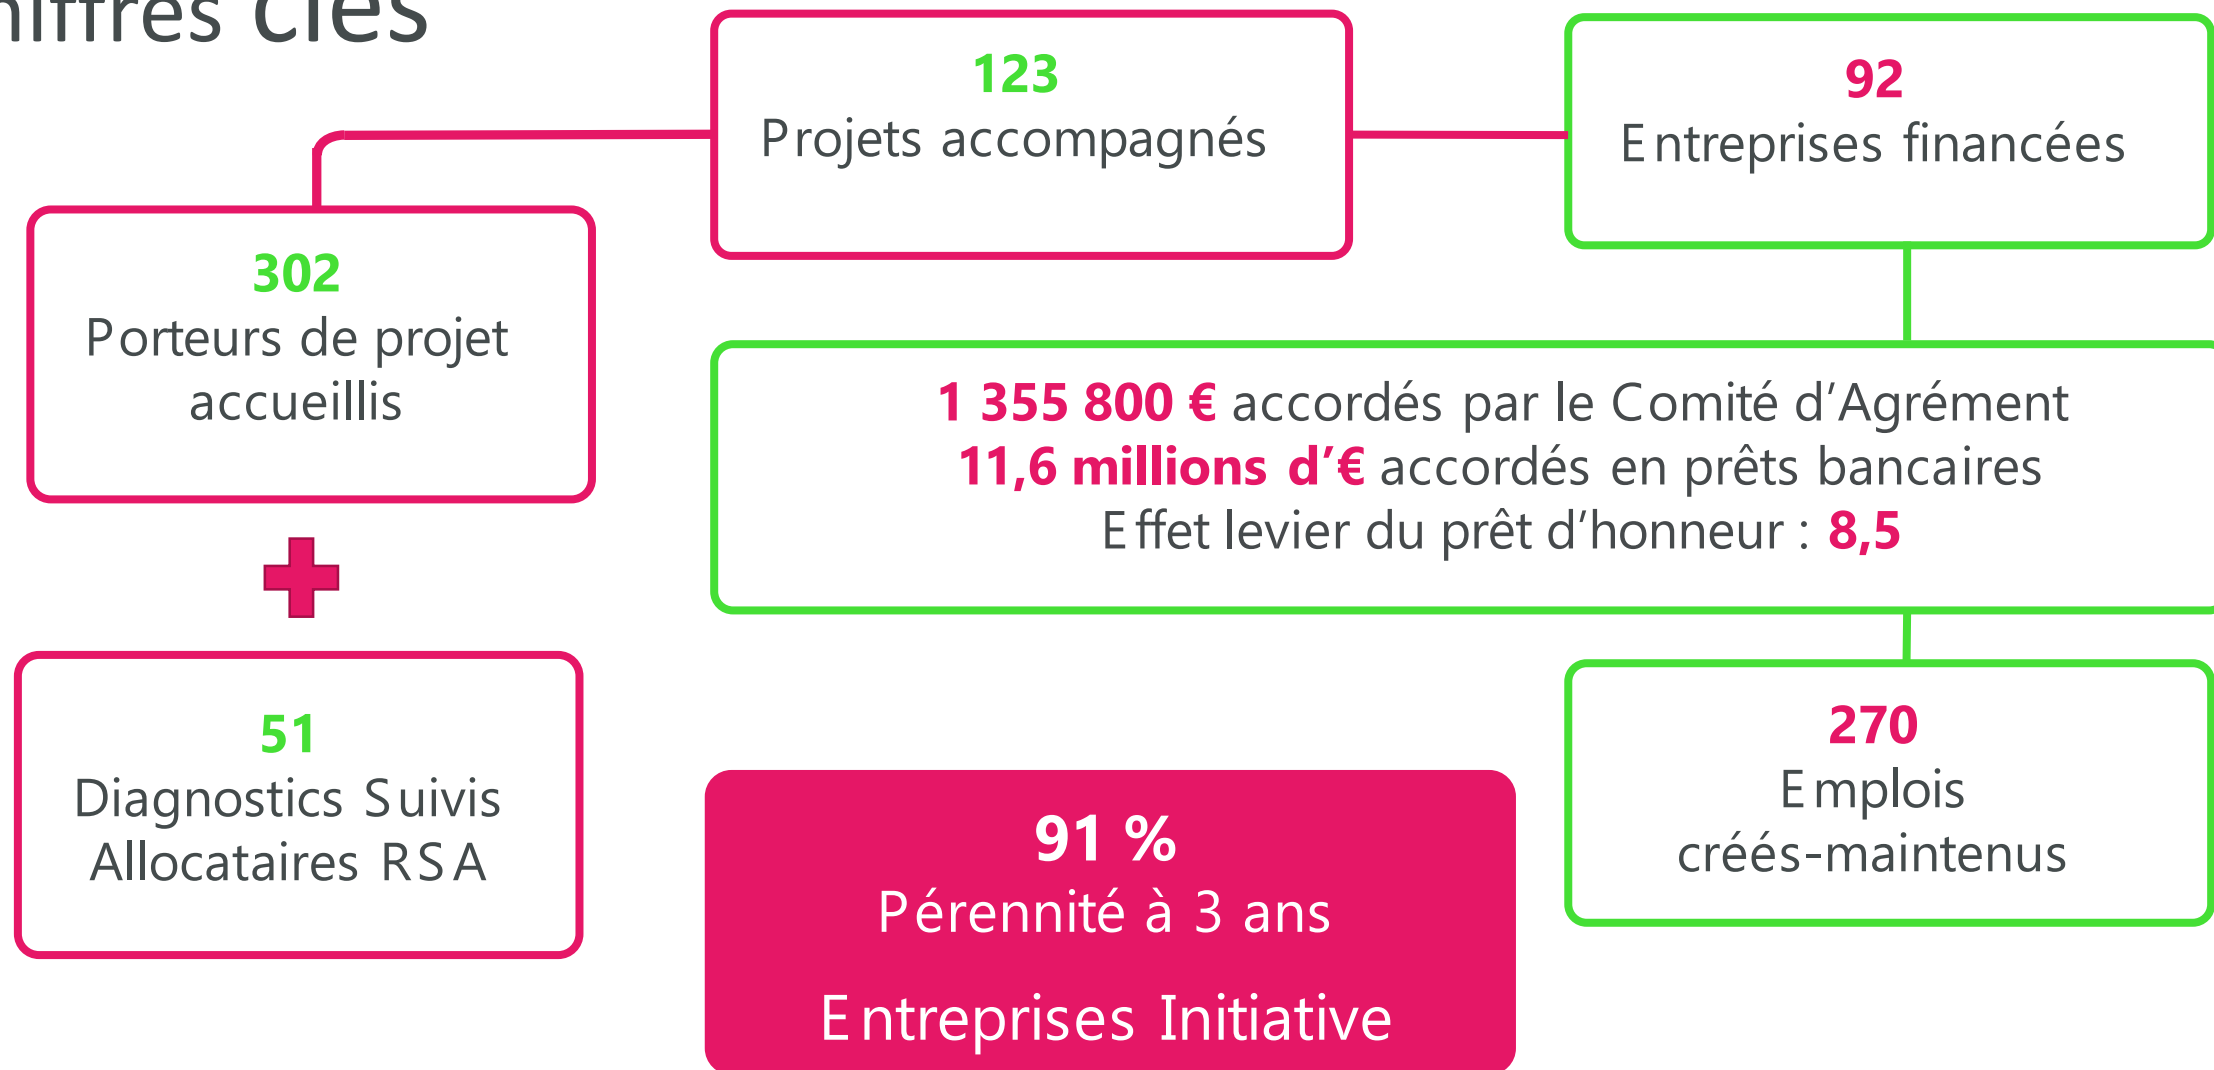 hiffres clés
123
Projets accompagnés
92
Entreprises financées
302
Porteurs de projet
accueillis
1 355 800 € accordés par le Comité d’Agrément
11,6 millions d’€ accordés en prêts bancaires
Effet levier du prêt d’honneur : 8,5
51
Diagnostics Suivis
Allocataires RSA
270
Emplois
créés-maintenus
91 %
Pérennité à 3 ans
Entreprises Initiative